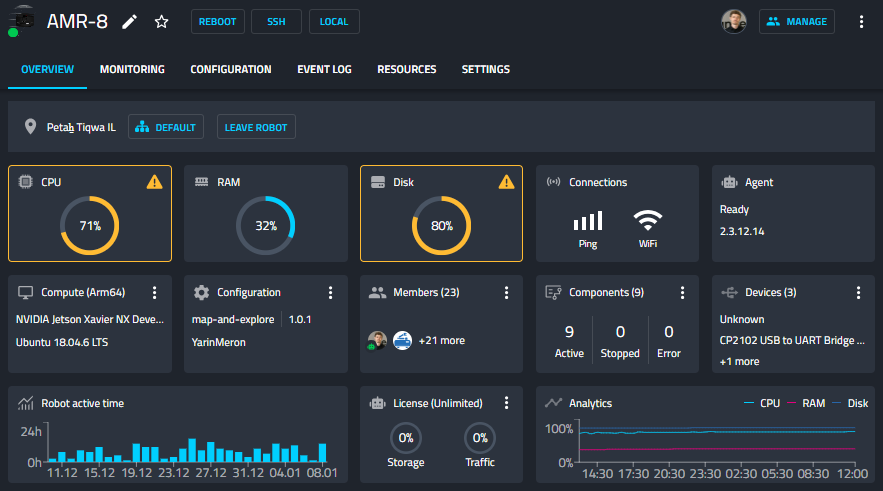 AMR-8
REBOOT
SSH
LOCAL
MANAGE
OVERVIEW
MONITORING
CONFIGURATION
EVENT LOG
RESOURCES
SETTINGS
Petaẖ Tiqwa IL
DEFAULT
LEAVE ROBOT
CPU
71%
RAM
32%
Disk
80%
Connections
Ping
WiFi
Agent
Ready
2.3.12.14
Compute (Arm64)
NVIDIA Jetson Xavier NX Deve...
Ubuntu 18.04.6 LTS
Configuration
map-and-explore 1.0.1
YarinMeron
Members (23)
+21 more
Components (9)
9 0 0
Active Stopped Error
Devices (3)
Unknown
CP2102 USB to UART Bridge ...
+1 more
Robot active time
24h
0h
11.12 15.12 19.12 23.12 27.12 31.12 04.01 08.01
License (Unlimited)
0% 0%
Storage Traffic
Analytics
CPU RAM Disk
100%
0%
14:30 17:30 20:30 23:30 02:30 05:30 08:30 12:00